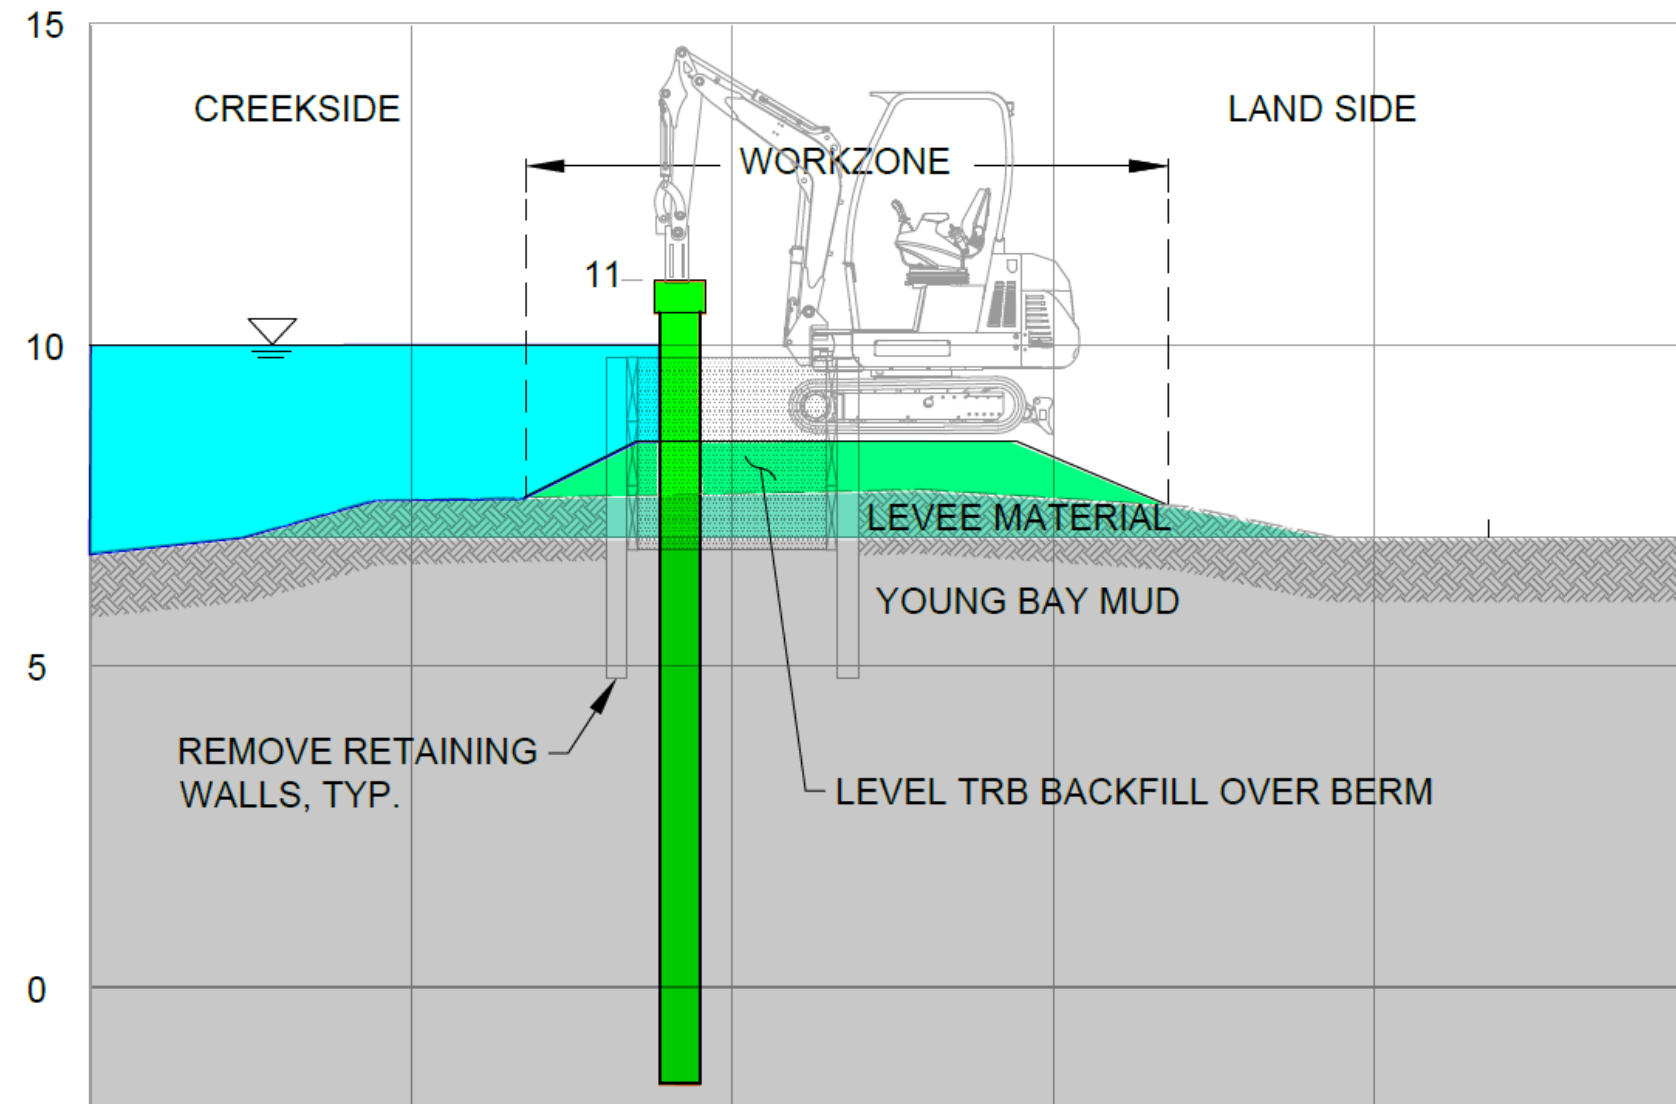 15
CREEKSIDE
LAND SIDE
WORKZONE
11
10
LEVEE MATERIAL
YOUNG BAY MUD
5
REMOVE RETAINING
WALLS, TYP.
LEVEL TRB BACKFILL OVER BERM
0